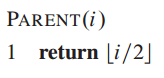 PARENT(i)
1 return ⌊i/2⌋